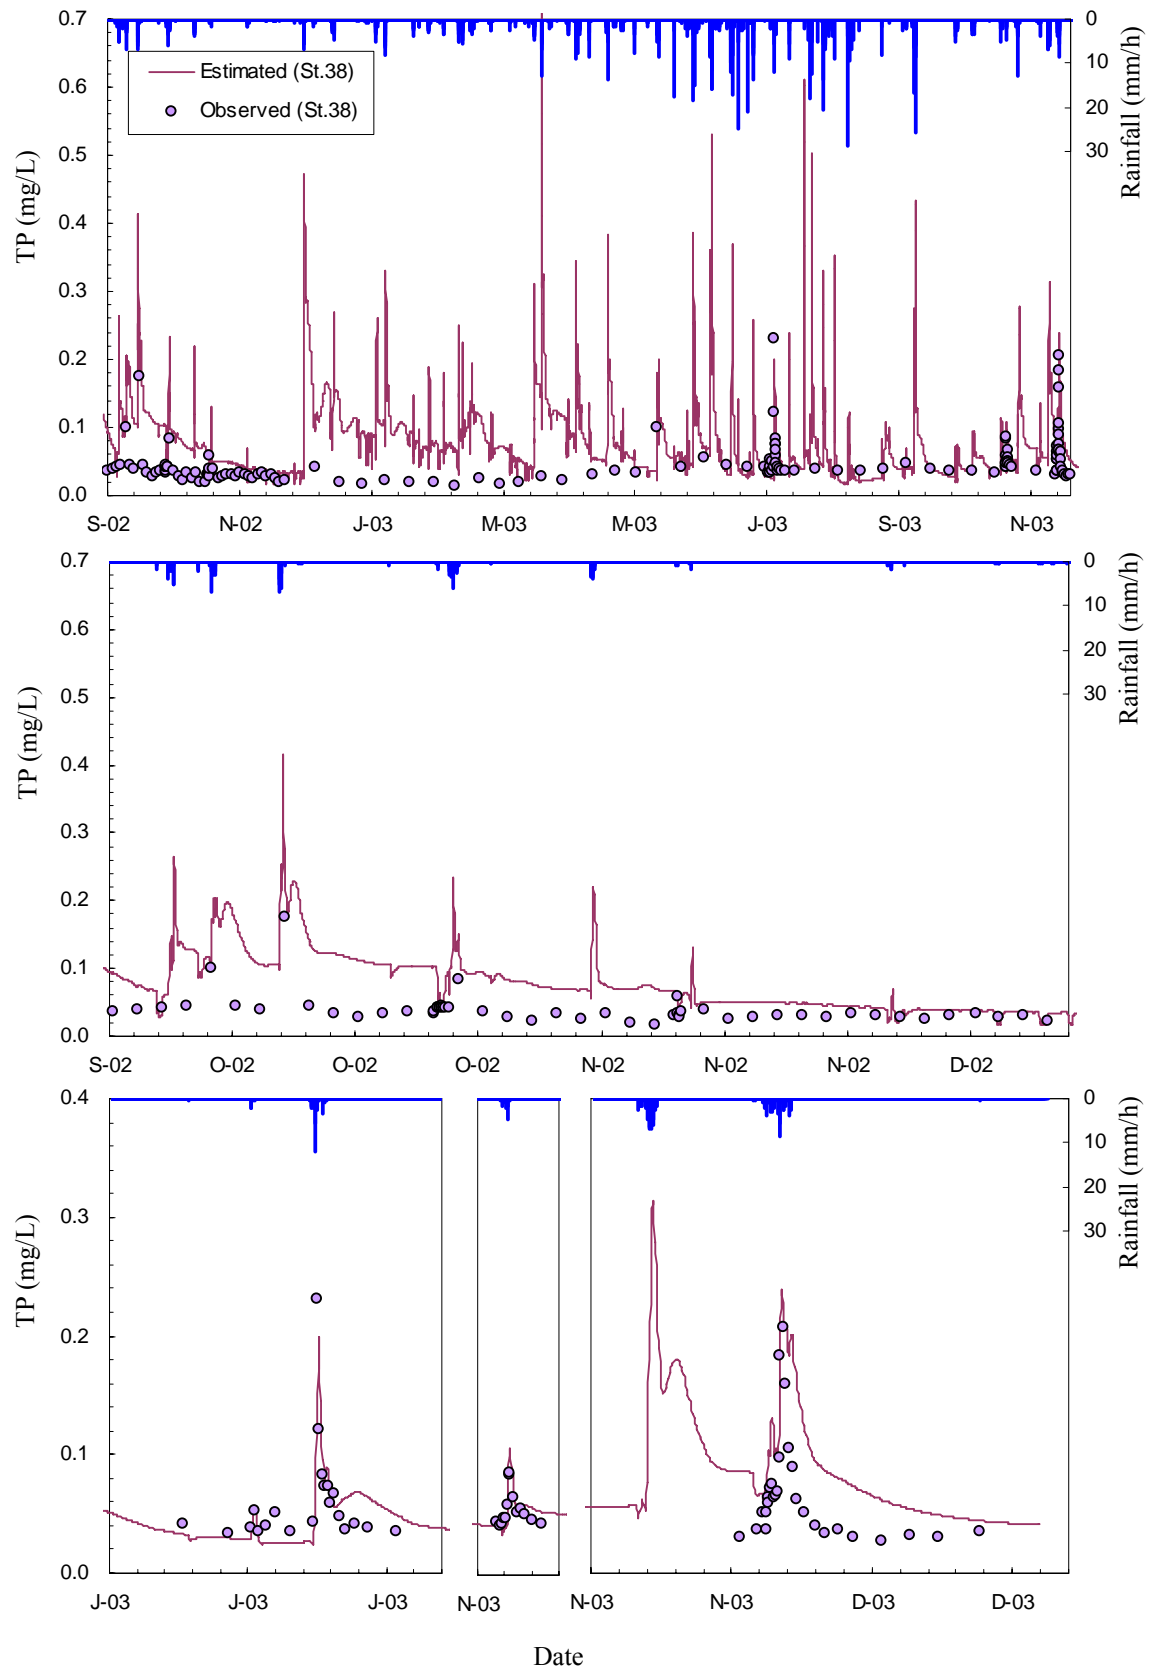 0.7
0.6
0.5
0.4
0.3
0.2
0.1
0.0
TP (mg/L)
Estimated (St.38)
Observed (St.38)
0
10
20
30
Rainfall (mm/h)
S-02 N-02 J-03 M-03 M-03 J-03 S-03 N-03
0.7
0.6
0.5
0.4
0.3
0.2
0.1
0.0
TP (mg/L)
0
10
20
30
Rainfall (mm/h)
S-02 O-02 O-02 O-02 N-02 N-02 N-02 D-02
0.4
0.3
0.2
0.1
0.0
TP (mg/L)
0
10
20
30
Rainfall (mm/h)
J-03 J-03 J-03 N-03 N-03 N-03 D-03 D-03
Date